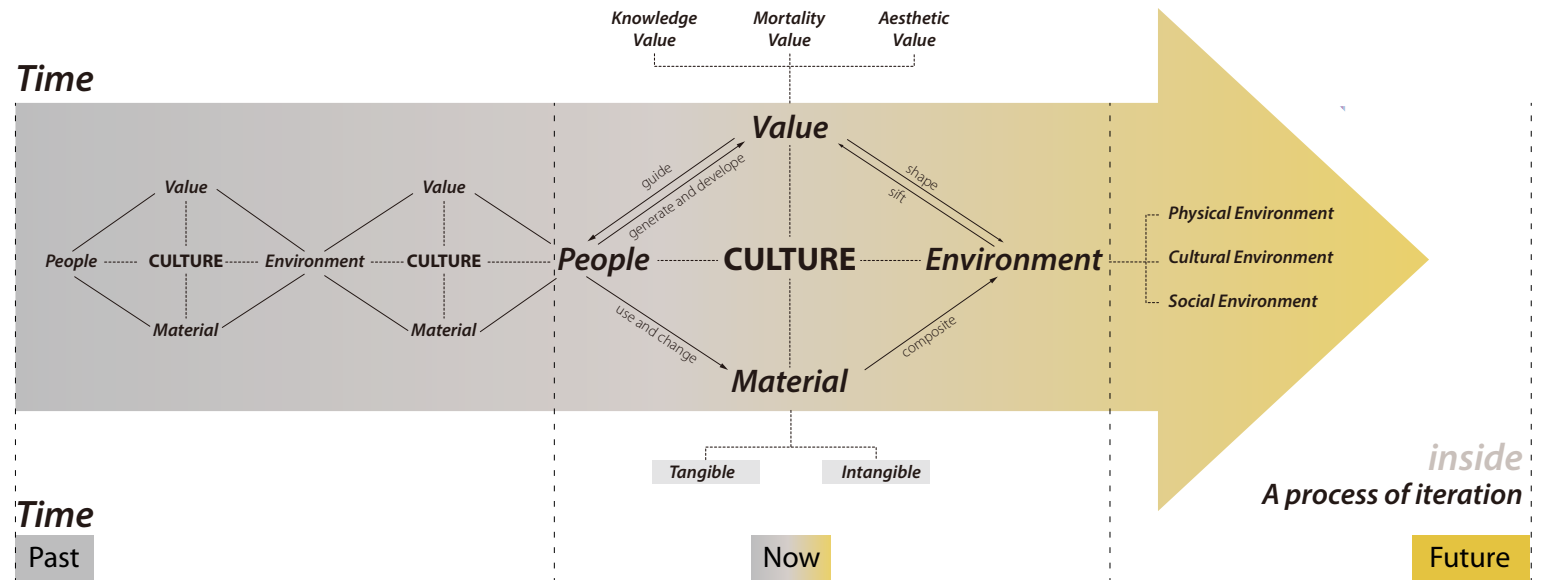 Knowledge
Value
Mortality
Value
Aesthetic
Value
Time
Value
guide
generate and develope
shape
sift
Value
Value
People
CULTURE
Environment
CULTURE
People
CULTURE
Environment
Material
Material
use and change
composite
Material
Physical Environment
Cultural Environment
Social Environment
Tangible
Intangible
inside
A process of iteration
Time
Past
Now
Future